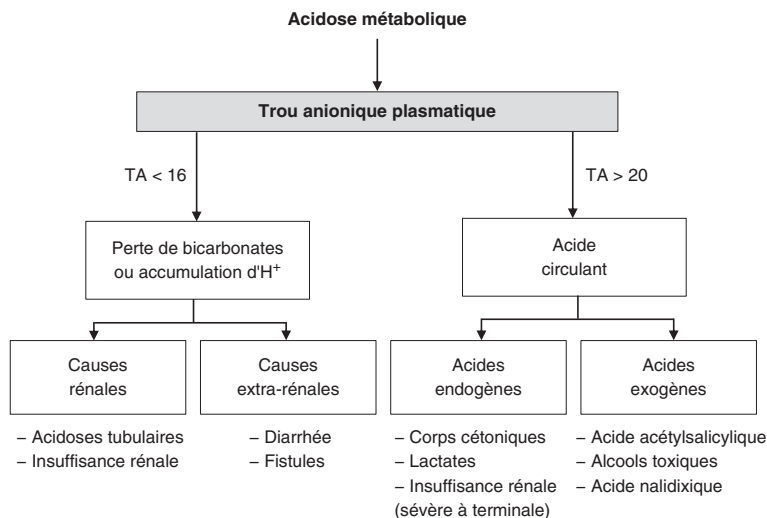 Acidose métabolique
Trou anionique plasmatique
TA < 16
TA > 20
Perte de bicarbonates
ou accumulation d'H⁺
Acide
circulant
Causes
rénales
Causes
extra-rénales
Acides
endogènes
Acides
exogènes
– Acidoses tubulaires
– Insuffisance rénale
– Diarrhée
– Fistules
– Corps cétoniques
– Lactates
– Insuffisance rénale
(sévère à terminale)
– Acide acétylsalicylique
– Alcools toxiques
– Acide nalidixique